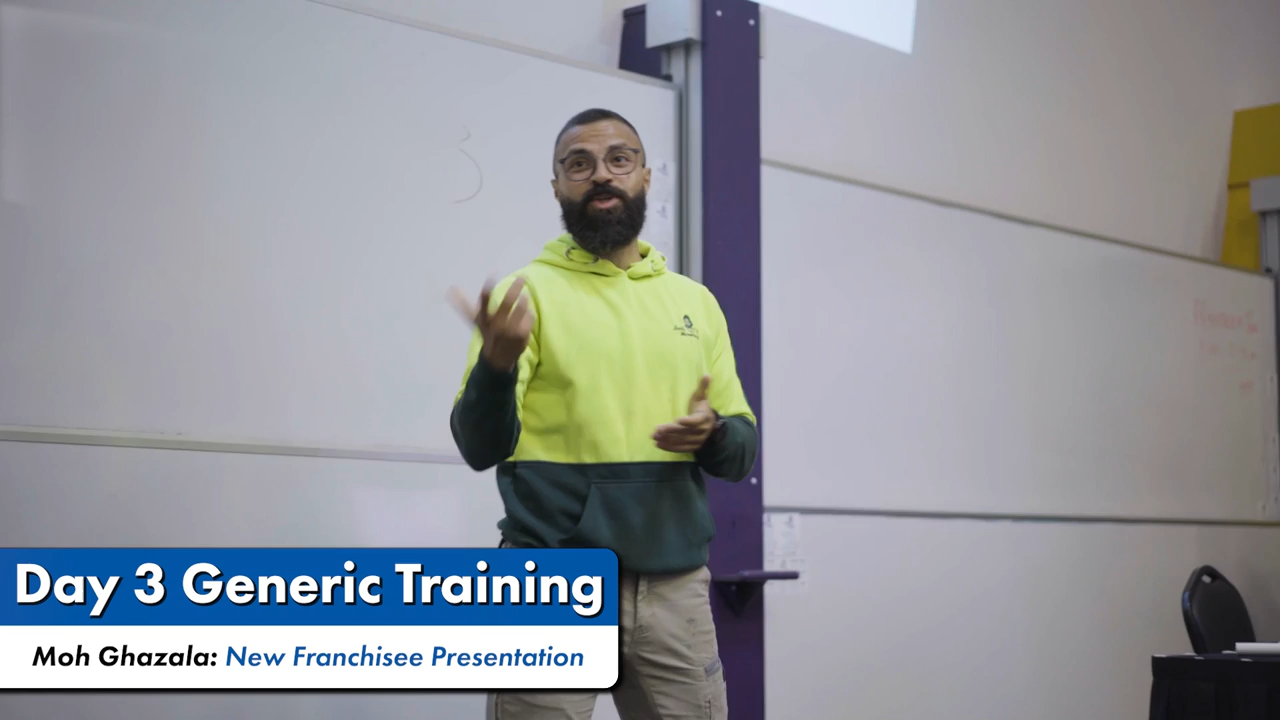 Day 3 Generic Training
Moh Ghazala: New Franchisee Presentation